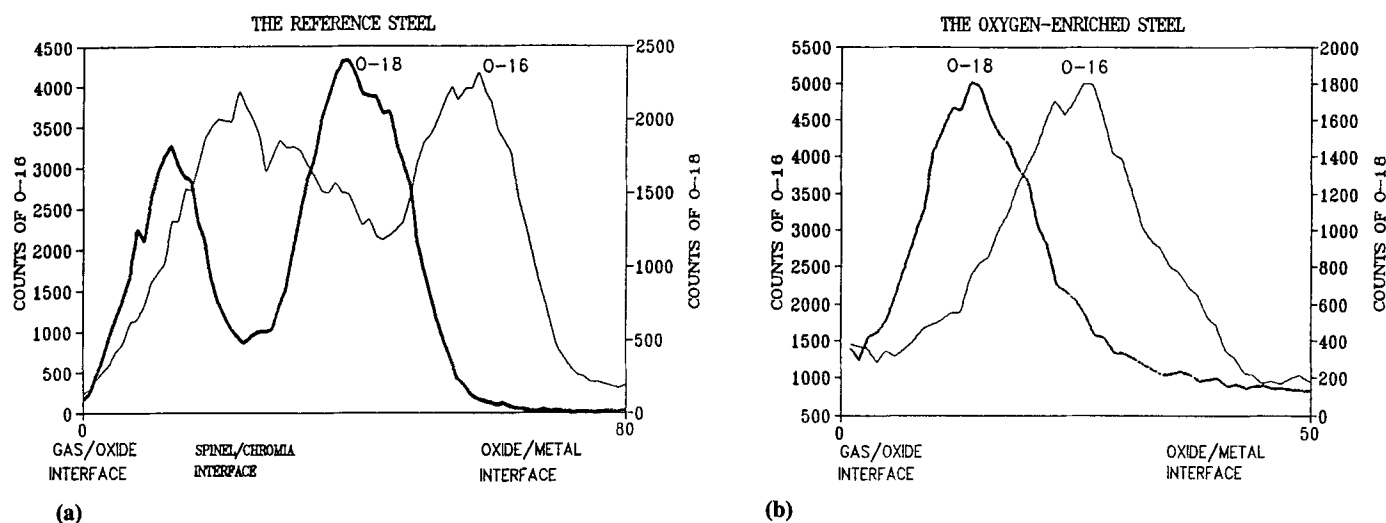 THE REFERENCE STEEL
4500
4000
3500
3000
2500
2000
1500
1000
500
0
COUNTS OF O-16
O-18
O-16
2500
2000
1500
1000
500
0
COUNTS OF O-18
0
80
GAS/OXIDE
INTERFACE
SPINEL/CHROMIA
INTERFACE
OXIDE/METAL
INTERFACE
(a)
THE OXYGEN-ENRICHED STEEL
5500
5000
4500
4000
5000
3500
3000
2500
2000
1500
1000
500
COUNTS OF O-16
O-18
O-16
2000
1800
1600
1400
1200
1000
800
600
400
200
0
COUNTS OF O-18
0
50
GAS/OXIDE
INTERFACE
OXIDE/METAL
INTERFACE
(b)